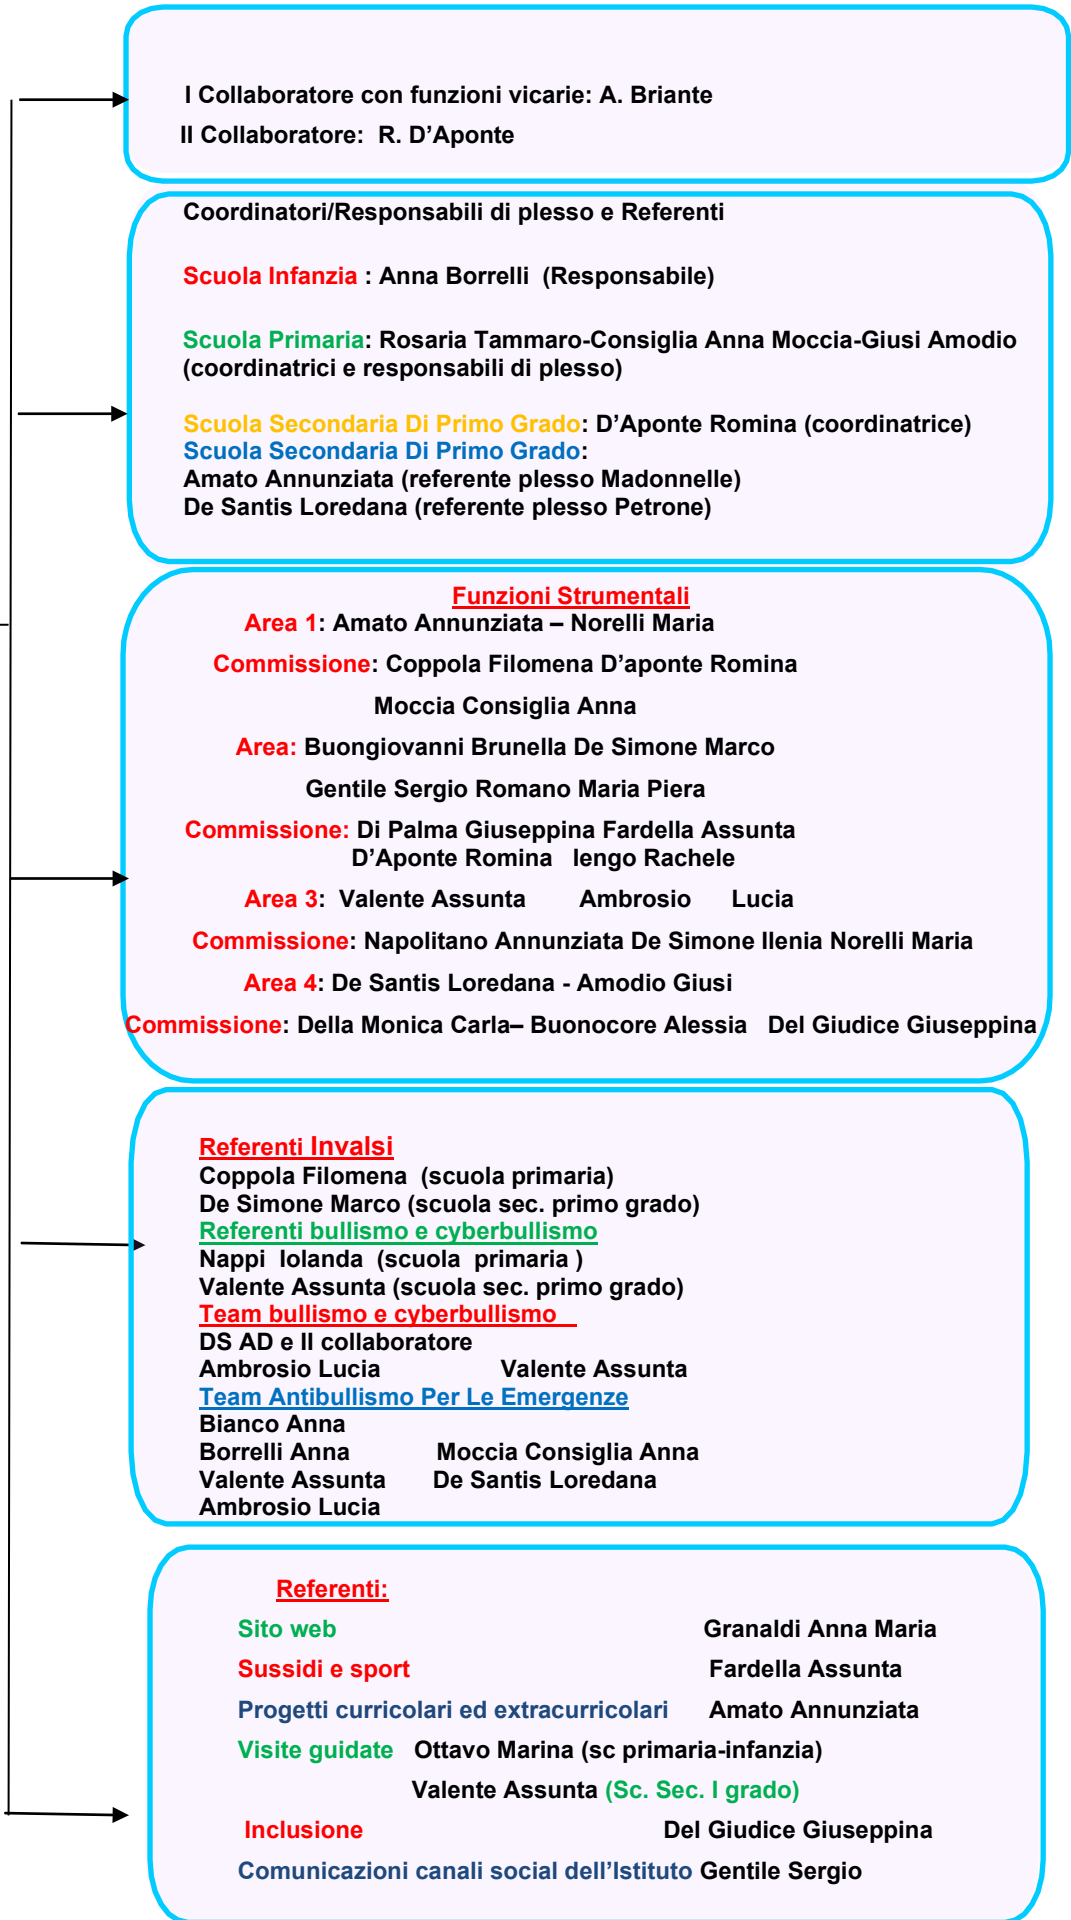 I Collaboratore con funzioni vicarie: A. Briante
II Collaboratore: R. D'Aponte
Coordinatori/Responsabili di plesso e Referenti
Scuola Infanzia : Anna Borrelli (Responsabile)
Scuola Primaria: Rosaria Tammaro-Consiglia Anna Moccia-Giusi Amodio
(coordinatrici e responsabili di plesso)
Scuola Secondaria Di Primo Grado: D'Aponte Romina (coordinatrice)
Scuola Secondaria Di Primo Grado:
Amato Annunziata (referente plesso Madonnelle)
De Santis Loredana (referente plesso Petrone)
Funzioni Strumentali
Area 1: Amato Annunziata – Norelli Maria
Commissione: Coppola Filomena D'aponte Romina
Moccia Consiglia Anna
Area: Buongiovanni Brunella De Simone Marco
Gentile Sergio Romano Maria Piera
Commissione: Di Palma Giuseppina Fardella Assunta
D'Aponte Romina Iengo Rachele
Area 3: Valente Assunta Ambrosio Lucia
Commissione: Napolitano Annunziata De Simone Ilenia Norelli Maria
Area 4: De Santis Loredana - Amodio Giusi
Commissione: Della Monica Carla– Buonocore Alessia Del Giudice Giuseppina
Referenti Invalsi
Coppola Filomena (scuola primaria)
De Simone Marco (scuola sec. primo grado)
Referenti bullismo e cyberbullismo
Nappi Iolanda (scuola primaria )
Valente Assunta (scuola sec. primo grado)
Team bullismo e cyberbullismo
DS AD e II collaboratore
Ambrosio Lucia Valente Assunta
Team Antibullismo Per Le Emergenze
Bianco Anna
Borrelli Anna Moccia Consiglia Anna
Valente Assunta De Santis Loredana
Ambrosio Lucia
Referenti:
Sito web Granaldi Anna Maria
Sussidi e sport Fardella Assunta
Progetti curricolari ed extracurricolari Amato Annunziata
Visite guidate Ottavo Marina (sc primaria-infanzia)
Valente Assunta (Sc. Sec. I grado)
Inclusione Del Giudice Giuseppina
Comunicazioni canali social dell'Istituto Gentile Sergio